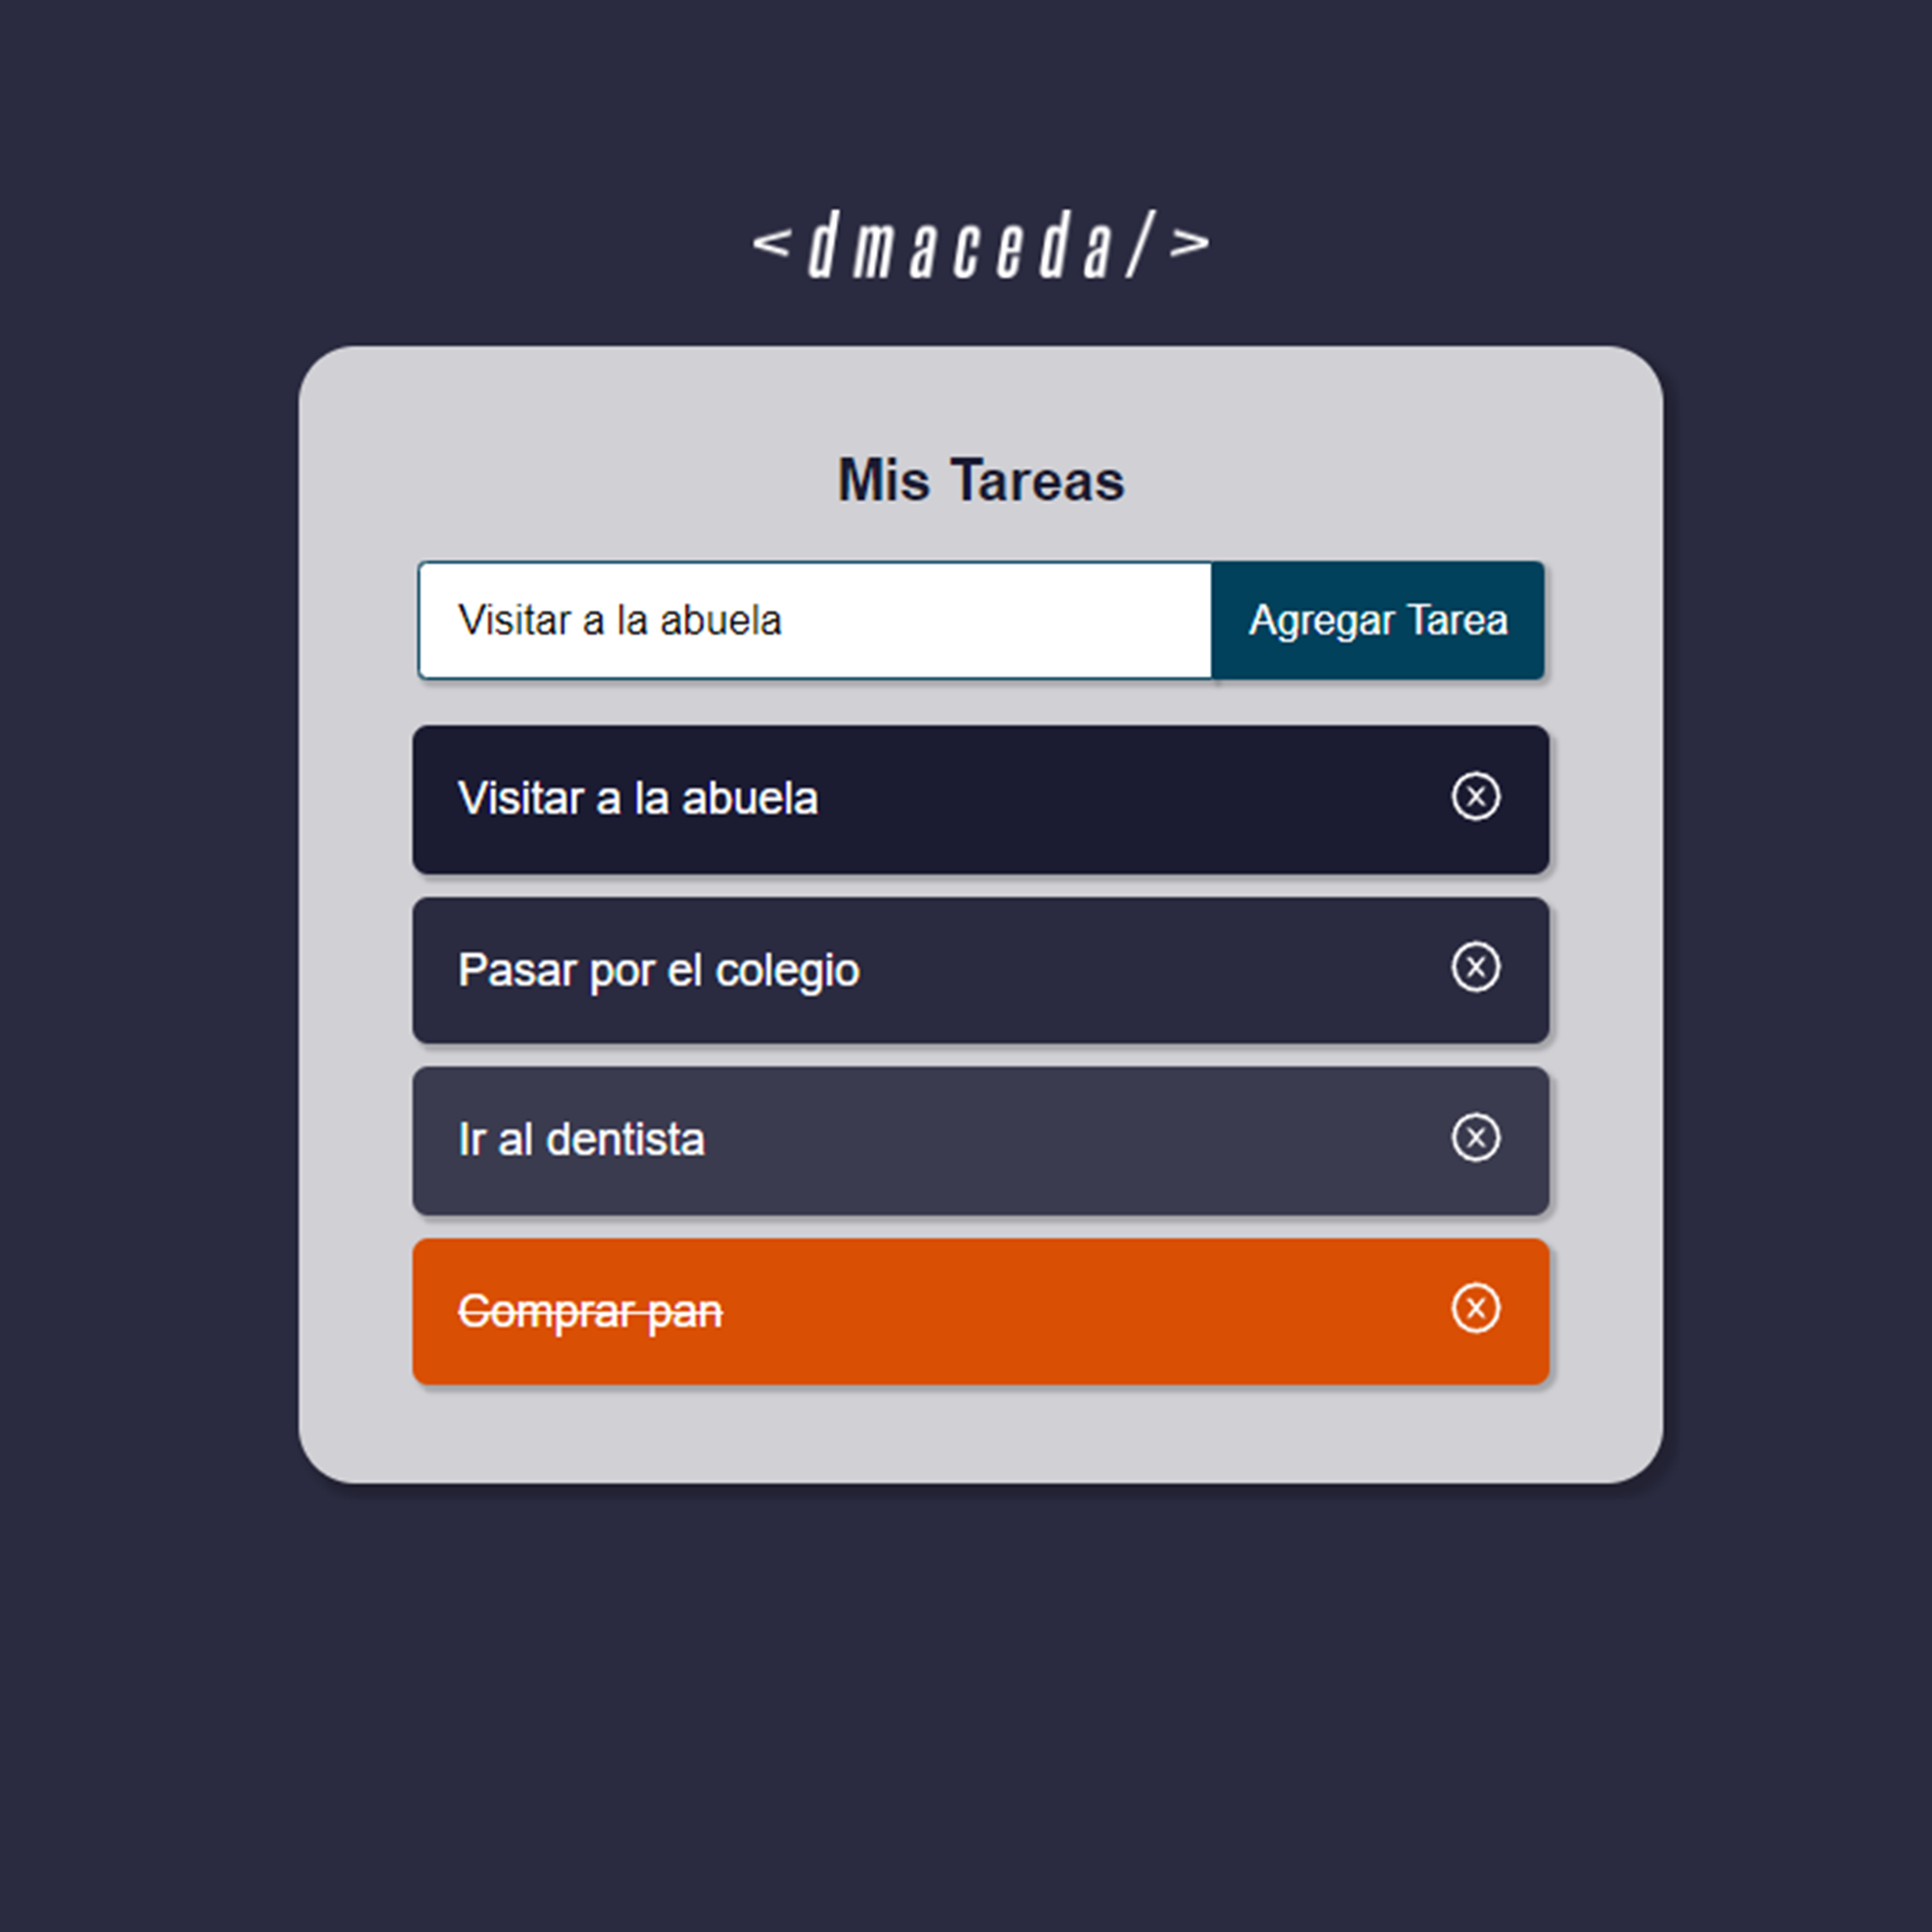 <dmaceda/>
Mis Tareas
Visitar a la abuela
Agregar Tarea
Visitar a la abuela
Pasar por el colegio
Ir al dentista
Comprar pan